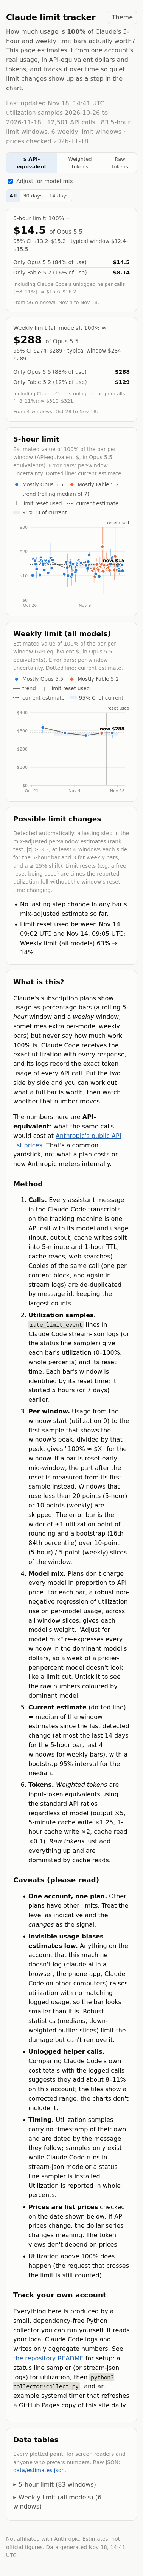 Claude limit tracker
Theme
How much usage is 100% of Claude's 5-
hour and weekly limit bars actually worth?
This page estimates it from one account's
real usage, in API-equivalent dollars and
tokens, and tracks it over time so quiet
limit changes show up as a step in the
chart.
Last updated Nov 18, 14:41 UTC ·
utilization samples 2026-10-26 to
2026-11-18 · 12,501 API calls · 83 5-hour
limit windows, 6 weekly limit windows ·
prices checked 2026-11-18
$ API-
equivalent
Weighted
tokens
Raw
tokens
Adjust for model mix
All 30 days 14 days
5-hour limit: 100% ≈
$14.5 of Opus 5.5
95% CI $13.2–$15.2 · typical window $12.4–
$15.5
Only Opus 5.5 (84% of use) $14.5
Only Fable 5.2 (16% of use) $8.14
Including Claude Code's unlogged helper calls
(+8–11%): ≈ $15.6–$16.2.
From 56 windows, Nov 4 to Nov 18.
Weekly limit (all models): 100% ≈
$288 of Opus 5.5
95% CI $274–$289 · typical window $284–
$289
Only Opus 5.5 (88% of use) $288
Only Fable 5.2 (12% of use) $129
Including Claude Code's unlogged helper calls
(+8–11%): ≈ $310–$321.
From 4 windows, Oct 28 to Nov 18.
5-hour limit
Estimated value of 100% of the bar per
window (API-equivalent $, in Opus 5.5
equivalents). Error bars: per-window
uncertainty. Dotted line: current estimate.
Mostly Opus 5.5 Mostly Fable 5.2
trend (rolling median of 7)
limit reset used current estimate
95% CI of current
reset used
$30
$20
$10
$0
now $15
Oct 26 Nov 9
Weekly limit (all models)
Estimated value of 100% of the bar per
window (API-equivalent $, in Opus 5.5
equivalents). Error bars: per-window
uncertainty. Dotted line: current estimate.
Mostly Opus 5.5 Mostly Fable 5.2
trend limit reset used
current estimate 95% CI of current
reset used
$400
$300
$200
$100
$0
now $288
Oct 21 Nov 4 Nov 18
Possible limit changes
Detected automatically: a lasting step in the
mix-adjusted per-window estimates (rank
test, |z| ≥ 3.3, at least 6 windows each side
for the 5-hour bar and 3 for weekly bars,
and a ≥ 15% shift). Limit resets (e.g. a free
reset being used) are times the reported
utilization fell without the window's reset
time changing.
• No lasting step change in any bar's
mix-adjusted estimate so far.
• Limit reset used between Nov 14,
09:02 UTC and Nov 14, 09:05 UTC:
Weekly limit (all models) 63% →
14%.
What is this?
Claude's subscription plans show
usage as percentage bars (a rolling 5-
hour window and a weekly window,
sometimes extra per-model weekly
bars) but never say how much work
100% is. Claude Code receives the
exact utilization with every response,
and its logs record the exact token
usage of every API call. Put the two
side by side and you can work out
what a full bar is worth, then watch
whether that number moves.
The numbers here are API-
equivalent: what the same calls
would cost at Anthropic's public API
list prices. That's a common
yardstick, not what a plan costs or
how Anthropic meters internally.
Method
1. Calls. Every assistant message
in the Claude Code transcripts
on the tracking machine is one
API call with its model and usage
(input, output, cache writes split
into 5-minute and 1-hour TTL,
cache reads, web searches).
Copies of the same call (one per
content block, and again in
stream logs) are de-duplicated
by message id, keeping the
largest counts.
2. Utilization samples.
rate_limit_event lines in
Claude Code stream-json logs (or
the status line sampler) give
each bar's utilization (0–100%,
whole percents) and its reset
time. Each bar's window is
identified by its reset time; it
started 5 hours (or 7 days)
earlier.
3. Per window. Usage from the
window start (utilization 0) to the
first sample that shows the
window's peak, divided by that
peak, gives "100% = $X" for the
window. If a bar is reset early
mid-window, the part after the
reset is measured from its first
sample instead. Windows that
rose less than 20 points (5-hour)
or 10 points (weekly) are
skipped. The error bar is the
wider of ±1 utilization point of
rounding and a bootstrap (16th–
84th percentile) over 10-point
(5-hour) / 5-point (weekly) slices
of the window.
4. Model mix. Plans don't charge
every model in proportion to API
price. For each bar, a robust non-
negative regression of utilization
rise on per-model usage, across
all window slices, gives each
model's weight. "Adjust for
model mix" re-expresses every
window in the dominant model's
dollars, so a week of a pricier-
per-percent model doesn't look
like a limit cut. Untick it to see
the raw numbers coloured by
dominant model.
5. Current estimate (dotted line)
= median of the window
estimates since the last detected
change (at most the last 14 days
for the 5-hour bar, last 4
windows for weekly bars), with a
bootstrap 95% interval for the
median.
6. Tokens. Weighted tokens are
input-token equivalents using
the standard API ratios
regardless of model (output ×5,
5-minute cache write ×1.25, 1-
hour cache write ×2, cache read
×0.1). Raw tokens just add
everything up and are
dominated by cache reads.
Caveats (please read)
• One account, one plan. Other
plans have other limits. Treat the
level as indicative and the
changes as the signal.
• Invisible usage biases
estimates low. Anything on the
account that this machine
doesn't log (claude.ai in a
browser, the phone app, Claude
Code on other computers) raises
utilization with no matching
logged usage, so the bar looks
smaller than it is. Robust
statistics (medians, down-
weighted outlier slices) limit the
damage but can't remove it.
• Unlogged helper calls.
Comparing Claude Code's own
cost totals with the logged calls
suggests they add about 8–11%
on this account; the tiles show a
corrected range, the charts don't
include it.
• Timing. Utilization samples
carry no timestamp of their own
and are dated by the message
they follow; samples only exist
while Claude Code runs in
stream-json mode or a status
line sampler is installed.
Utilization is reported in whole
percents.
• Prices are list prices checked
on the date shown below; if API
prices change, the dollar series
changes meaning. The token
views don't depend on prices.
• Utilization above 100% does
happen (the request that crosses
the limit is still counted).
Track your own account
Everything here is produced by a
small, dependency-free Python
collector you can run yourself. It reads
your local Claude Code logs and
writes only aggregate numbers. See
the repository README for setup: a
status line sampler (or stream-json
logs) for utilization, then python3
collector/collect.py, and an
example systemd timer that refreshes
a GitHub Pages copy of this site daily.
Data tables
Every plotted point, for screen readers and
anyone who prefers numbers. Raw JSON:
data/estimates.json.
▸ 5-hour limit (83 windows)
▸ Weekly limit (all models) (6
windows)
Not affiliated with Anthropic. Estimates, not
official figures. Data generated Nov 18, 14:41
UTC.